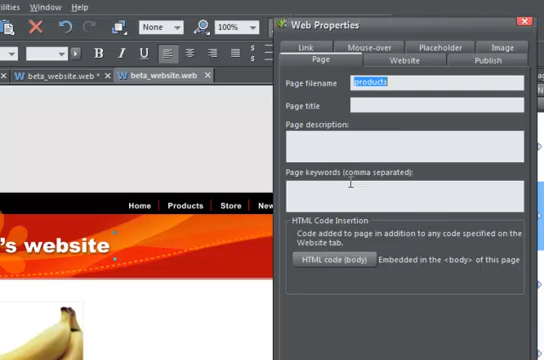 tilities Window Help
None 100%
B I U
beta_website.web * beta_website.web
Home Products Store New
's website
Web Properties
Link Mouse-over Placeholder Image
Page Website Publish
Page filename products
Page title
Page description:
Page keywords (comma separated):
HTML Code Insertion
Code added to page in addition to any code specified on the
Website tab.
HTML code (body) Embedded in the <body> of this page